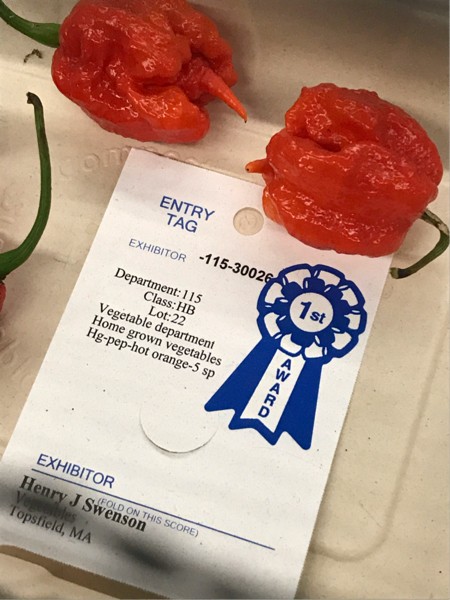 ENTRY
TAG
EXHIBITOR -115-30026
Department:115
Class:HB
Lot:22
Vegetable department
Home grown vegetables
Hg-pep-hot orange-5 sp
1st
AWARD
EXHIBITOR
Henry J Swenson
(FOLD ON THIS SCORE)
Topsfield, MA